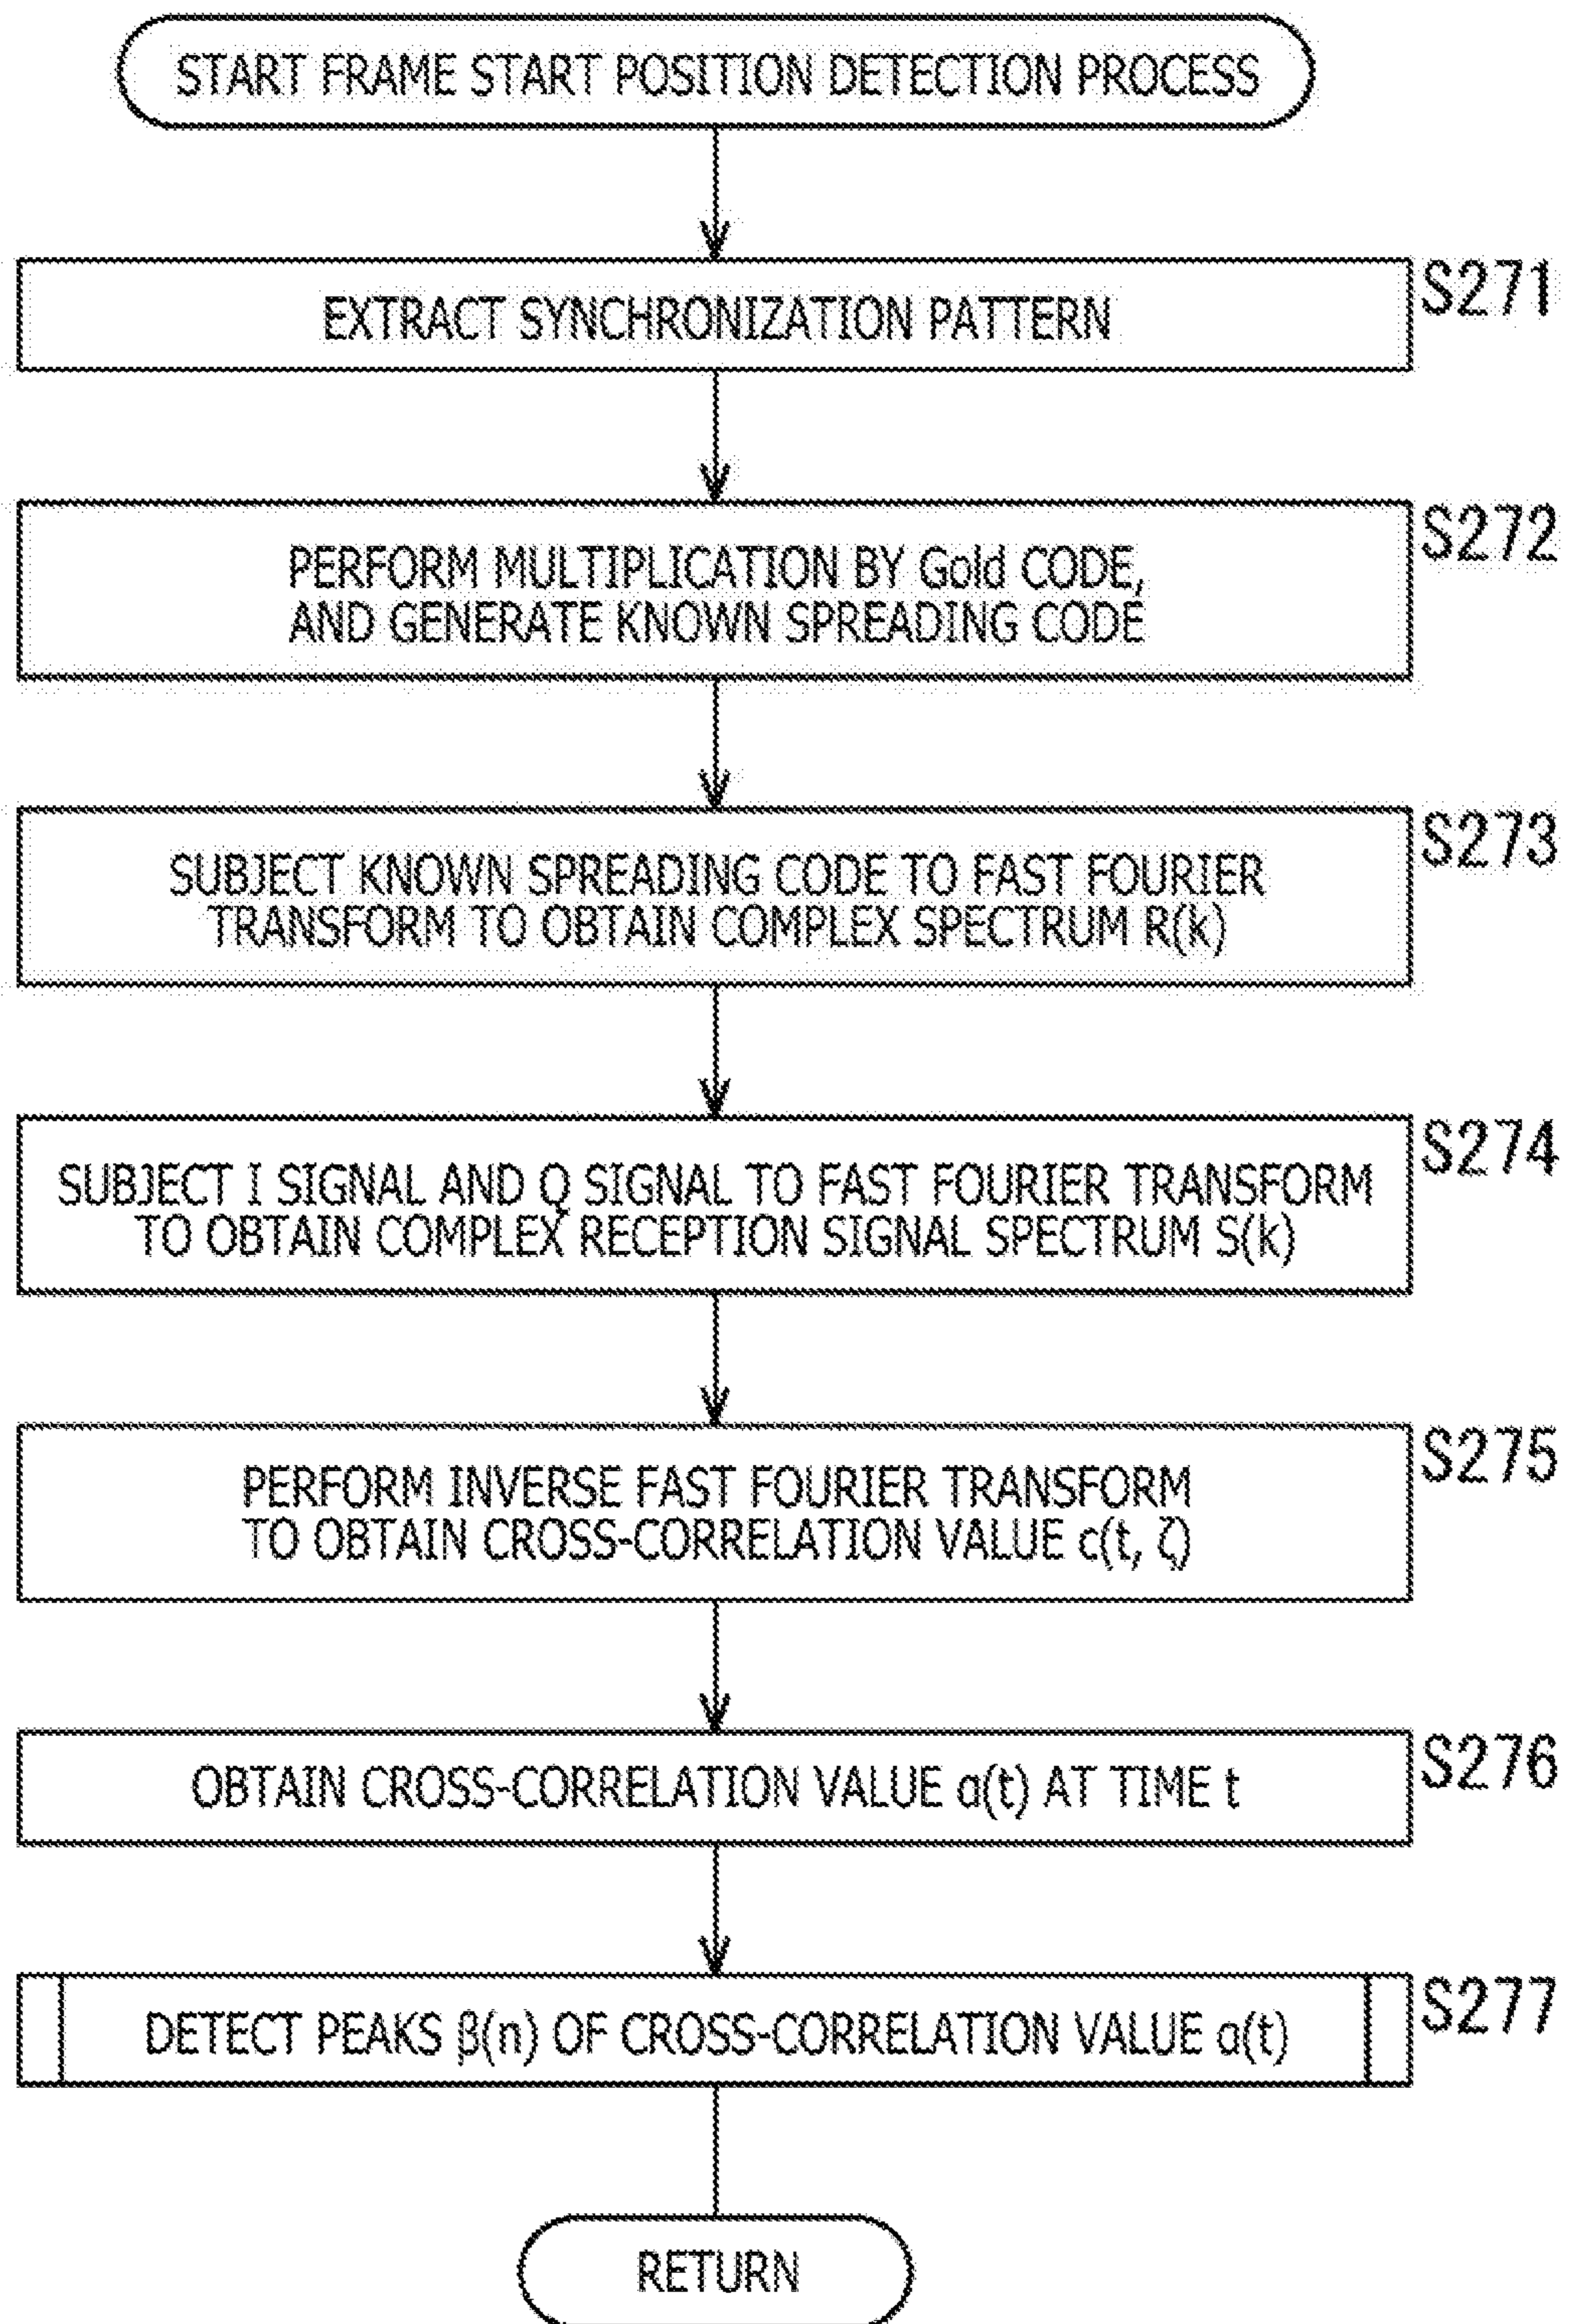 START FRAME START POSITION DETECTION PROCESS
S271
EXTRACT SYNCHRONIZATION PATTERN
S272
PERFORM MULTIPLICATION BY Gold CODE,
AND GENERATE KNOWN SPREADING CODE
S273
SUBJECT KNOWN SPREADING CODE TO FAST FOURIER
TRANSFORM TO OBTAIN COMPLEX SPECTRUM R(k)
S274
SUBJECT I SIGNAL AND Q SIGNAL TO FAST FOURIER TRANSFORM
TO OBTAIN COMPLEX RECEPTION SIGNAL SPECTRUM S(k)
S275
PERFORM INVERSE FAST FOURIER TRANSFORM
TO OBTAIN CROSS-CORRELATION VALUE c(t, ζ)
S276
OBTAIN CROSS-CORRELATION VALUE α(t) AT TIME t
S277
DETECT PEAKS β(n) OF CROSS-CORRELATION VALUE α(t)
RETURN